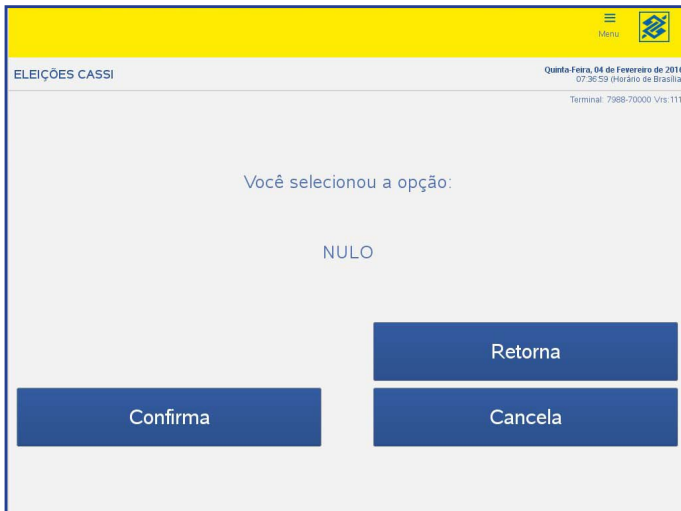 Menu
ELEIÇÕES CASSI
Quinta-Feira, 04 de Fevereiro de 2016
07:36:59 (Horário de Brasília
Terminal: 7988-70000 Vrs:111
Você selecionou a opção:
NULO
Retorna
Confirma
Cancela